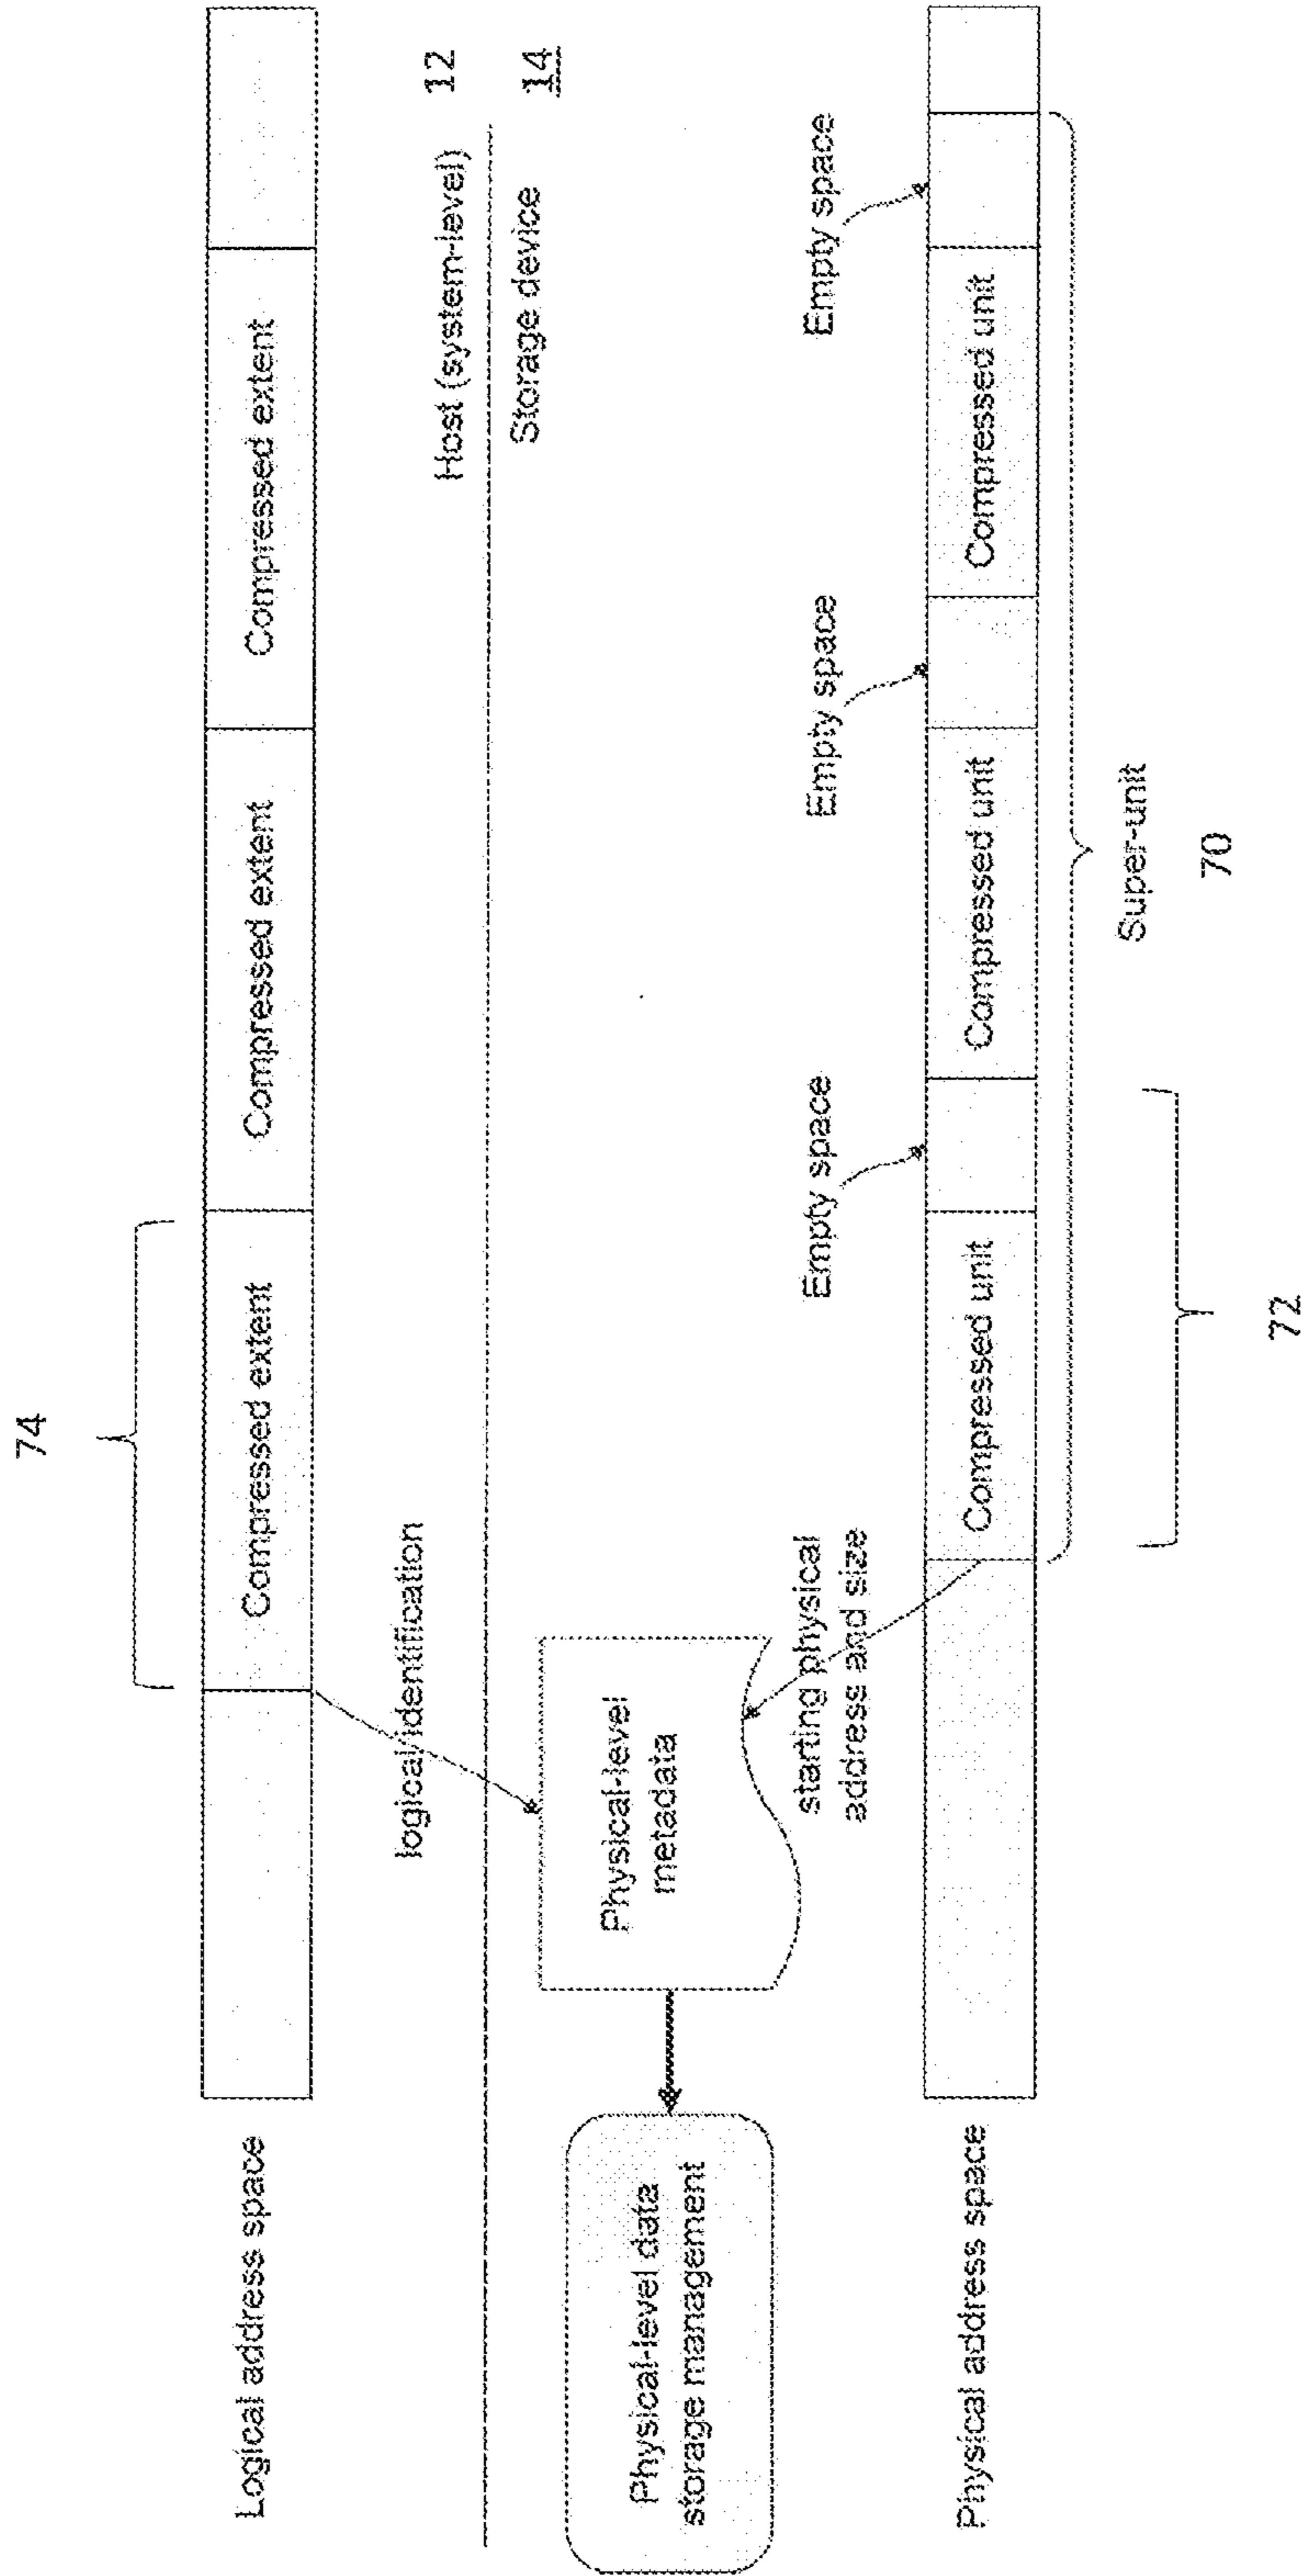 74
Logical address space
Compressed extent
Compressed extent
Compressed extent
logical/identification
Host (system-level)
12
Storage device
14
Physical-level data
storage management
Physical-level
metadata
starting physical
address and size
Empty space
Empty space
Empty space
Physical address space
Compressed unit
Compressed unit
Compressed unit
Super-unit
70
72